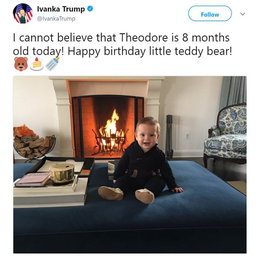 Ivanka Trump
@IvankaTrump
Follow
I cannot believe that Theodore is 8 months
old today! Happy birthday little teddy bear!
🐻🍰🍼